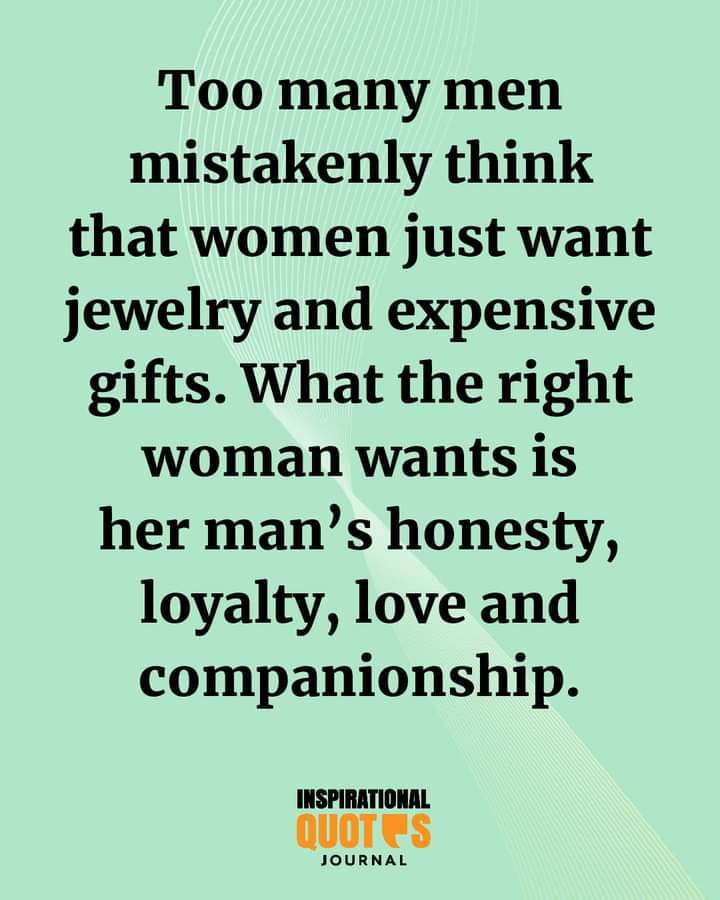 Too many men
mistakenly think
that women just want
jewelry and expensive
gifts. What the right
woman wants is
her man’s honesty,
loyalty, love and
companionship.
INSPIRATIONAL
QUOTES
JOURNAL